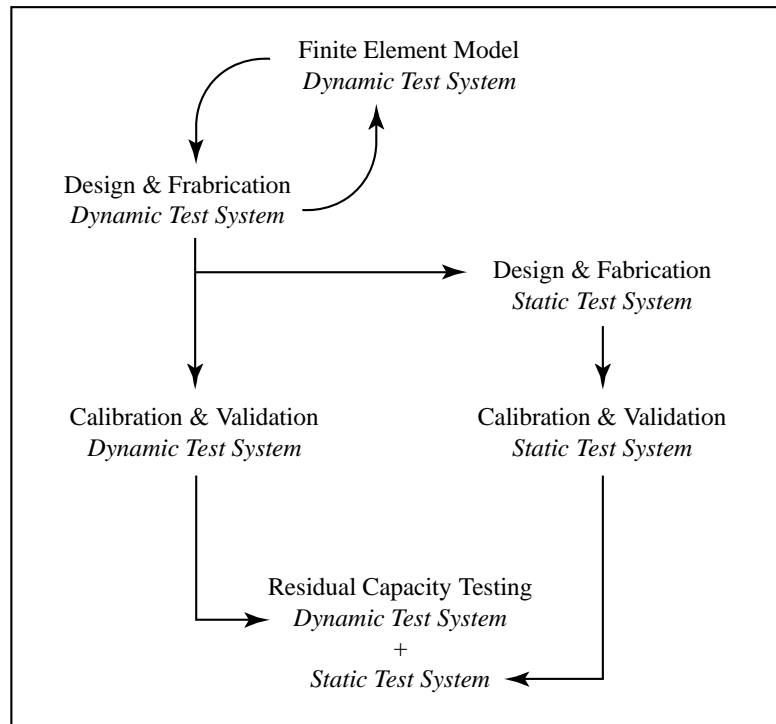 Finite Element Model
Dynamic Test System
Design & Frabrication
Dynamic Test System
Design & Fabrication
Static Test System
Calibration & Validation
Dynamic Test System
Calibration & Validation
Static Test System
Residual Capacity Testing
Dynamic Test System
+
Static Test System